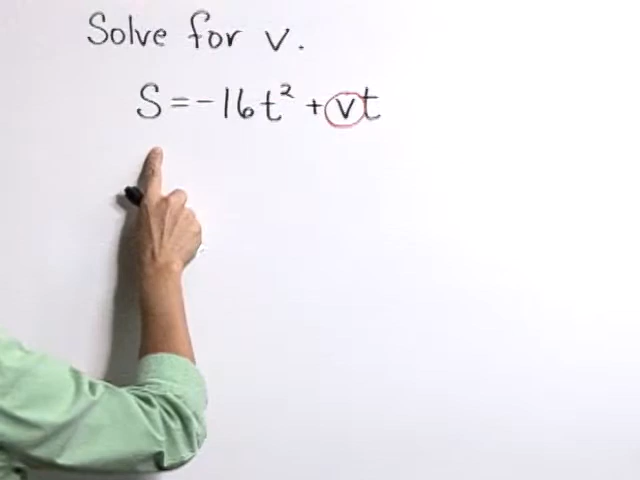 Solve for v.
S = -16t² + vt